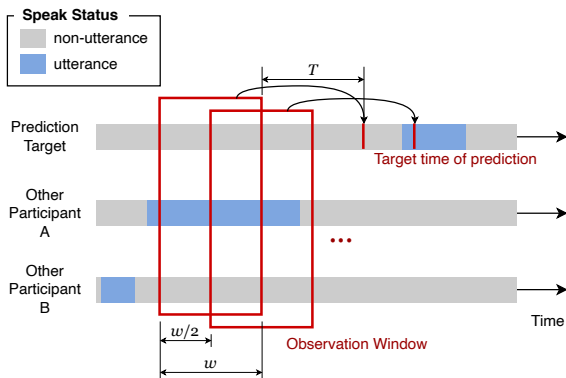 Speak Status
non-utterance
utterance
T
Prediction
Target
Target time of prediction
Other
Participant
A
...
Other
Participant
B
Time
w/2
Observation Window
w